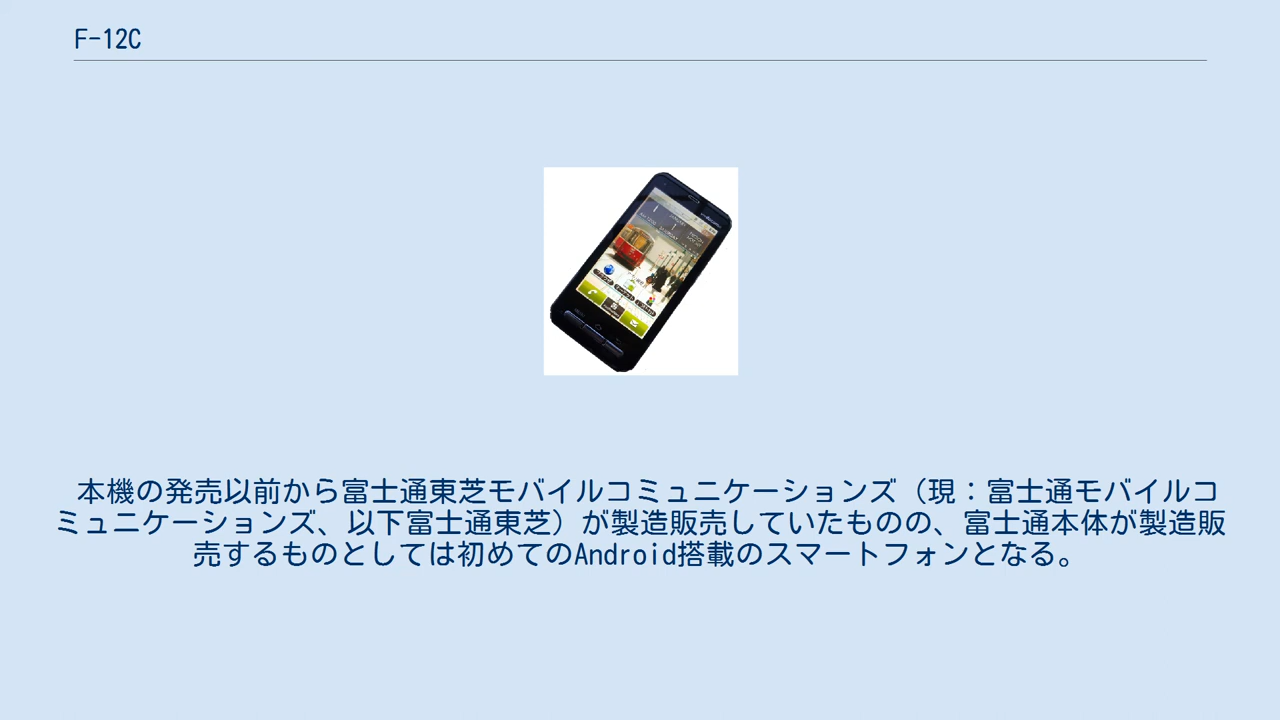 F-12C
本機の発売以前から富士通東芝モバイルコミュニケーションズ（現：富士通モバイルコ
ミュニケーションズ、以下富士通東芝）が製造販売していたものの、富士通本体が製造販
売するものとしては初めてのAndroid搭載のスマートフォンとなる。